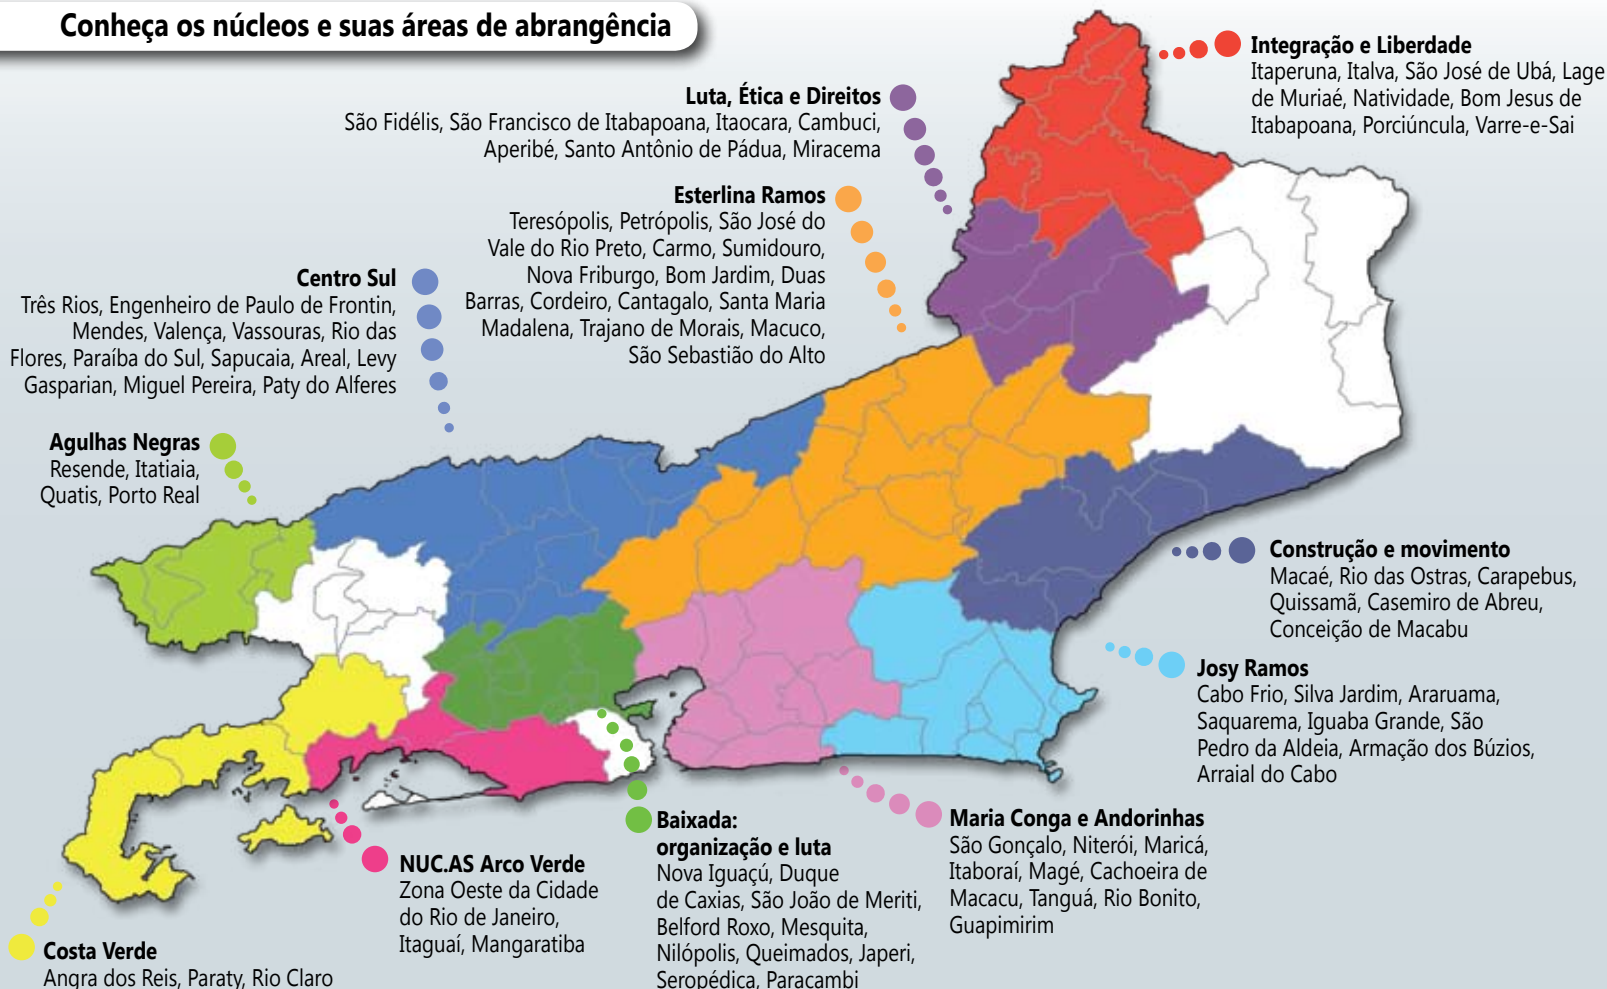 Conheça os núcleos e suas áreas de abrangência
Integração e Liberdade
Itaperuna, Italva, São José de Ubá, Lage
de Muriaé, Natividade, Bom Jesus de
Itabapoana, Porciúncula, Varre-e-Sai
Luta, Ética e Direitos
São Fidélis, São Francisco de Itabapoana, Itaocara, Cambuci,
Aperibé, Santo Antônio de Pádua, Miracema
Esterlina Ramos
Teresópolis, Petrópolis, São José do
Vale do Rio Preto, Carmo, Sumidouro,
Nova Friburgo, Bom Jardim, Duas
Barras, Cordeiro, Cantagalo, Santa Maria
Madalena, Trajano de Morais, Macuco,
São Sebastião do Alto
Centro Sul
Três Rios, Engenheiro de Paulo de Frontin,
Mendes, Valença, Vassouras, Rio das
Flores, Paraíba do Sul, Sapucaia, Areal, Levy
Gasparian, Miguel Pereira, Paty do Alferes
Agulhas Negras
Resende, Itatiaia,
Quatis, Porto Real
Construção e movimento
Macaé, Rio das Ostras, Carapebus,
Quissamã, Casemiro de Abreu,
Conceição de Macabu
Josy Ramos
Cabo Frio, Silva Jardim, Araruama,
Saquarema, Iguaba Grande, São
Pedro da Aldeia, Armação dos Búzios,
Arraial do Cabo
Maria Conga e Andorinhas
São Gonçalo, Niterói, Maricá,
Itaboraí, Magé, Cachoeira de
Macacu, Tanguá, Rio Bonito,
Guapimirim
Baixada:
organização e luta
Nova Iguaçú, Duque
de Caxias, São João de Meriti,
Belford Roxo, Mesquita,
Nilópolis, Queimados, Japeri,
Seropédica, Paracambi
NUC.AS Arco Verde
Zona Oeste da Cidade
do Rio de Janeiro,
Itaguaí, Mangaratiba
Costa Verde
Angra dos Reis, Paraty, Rio Claro